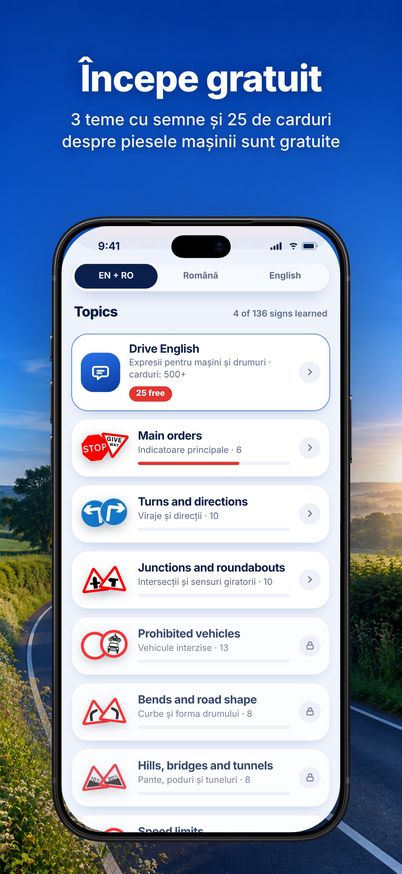 Începe gratuit
3 teme cu semne și 25 de carduri
despre piesele mașinii sunt gratuite
9:41
EN + RO
Română
English
Topics
4 of 136 signs learned
Drive English
Expresii pentru mașini și drumuri ·
carduri: 500+
25 free
STOP
GIVE WAY
Main orders
Indicatoare principale · 6
Turns and directions
Viraje și direcții · 10
Junctions and roundabouts
Intersecții și sensuri giratorii · 10
Prohibited vehicles
Vehicule interzise · 13
Bends and road shape
Curbe și forma drumului · 8
Hills, bridges and tunnels
Pante, poduri și tuneluri · 8
Speed limits